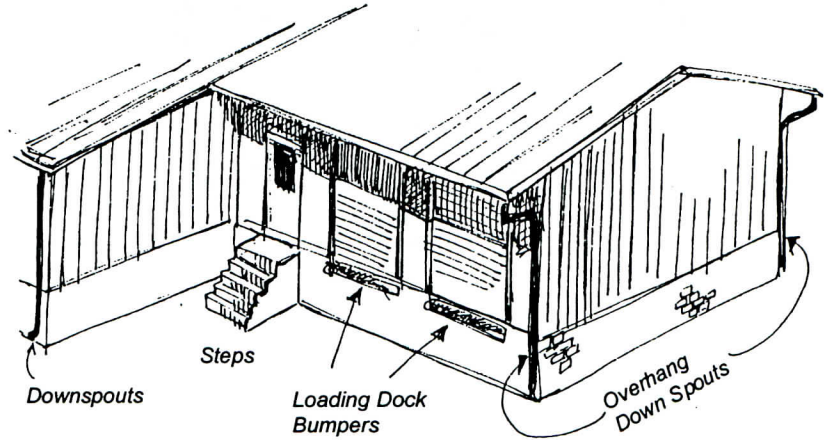 Steps
Downspouts
Loading Dock
Bumpers
Overhang
Down Spouts